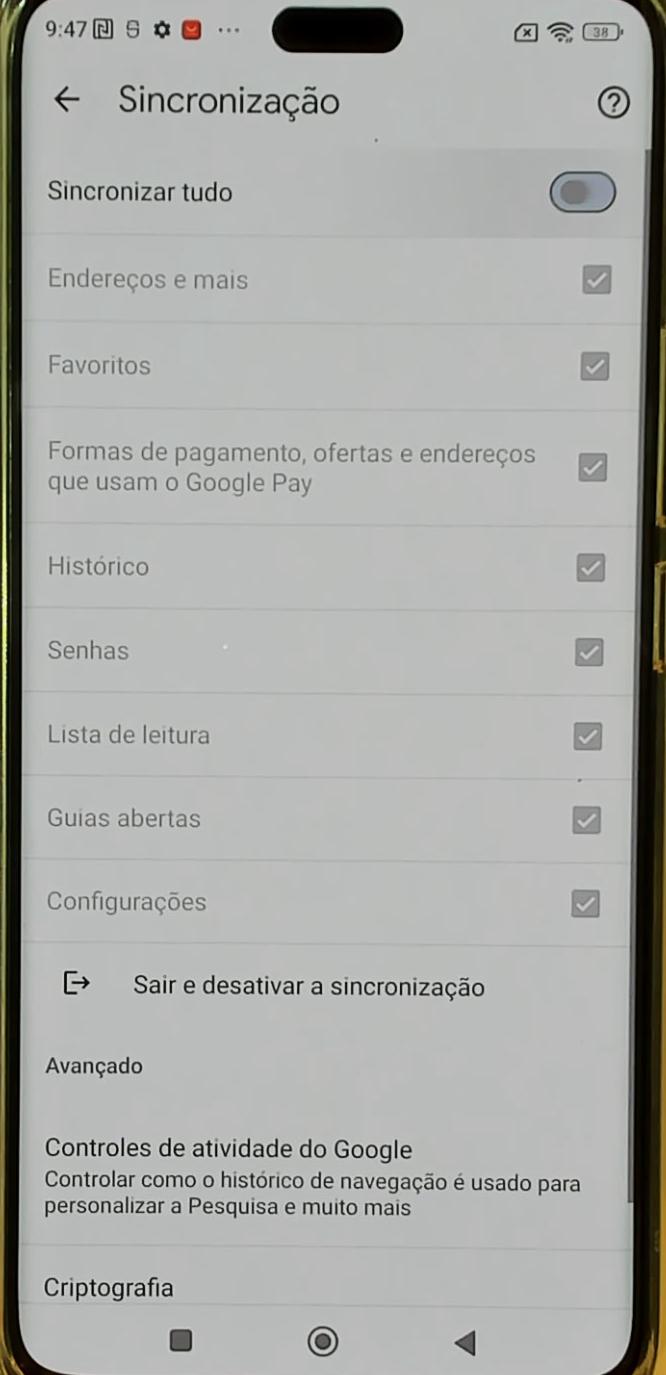 9:47
38
Sincronização
Sincronizar tudo
Endereços e mais
Favoritos
Formas de pagamento, ofertas e endereços
que usam o Google Pay
Histórico
Senhas
Lista de leitura
Guias abertas
Configurações
Sair e desativar a sincronização
Avançado
Controles de atividade do Google
Controlar como o histórico de navegação é usado para
personalizar a Pesquisa e muito mais
Criptografia